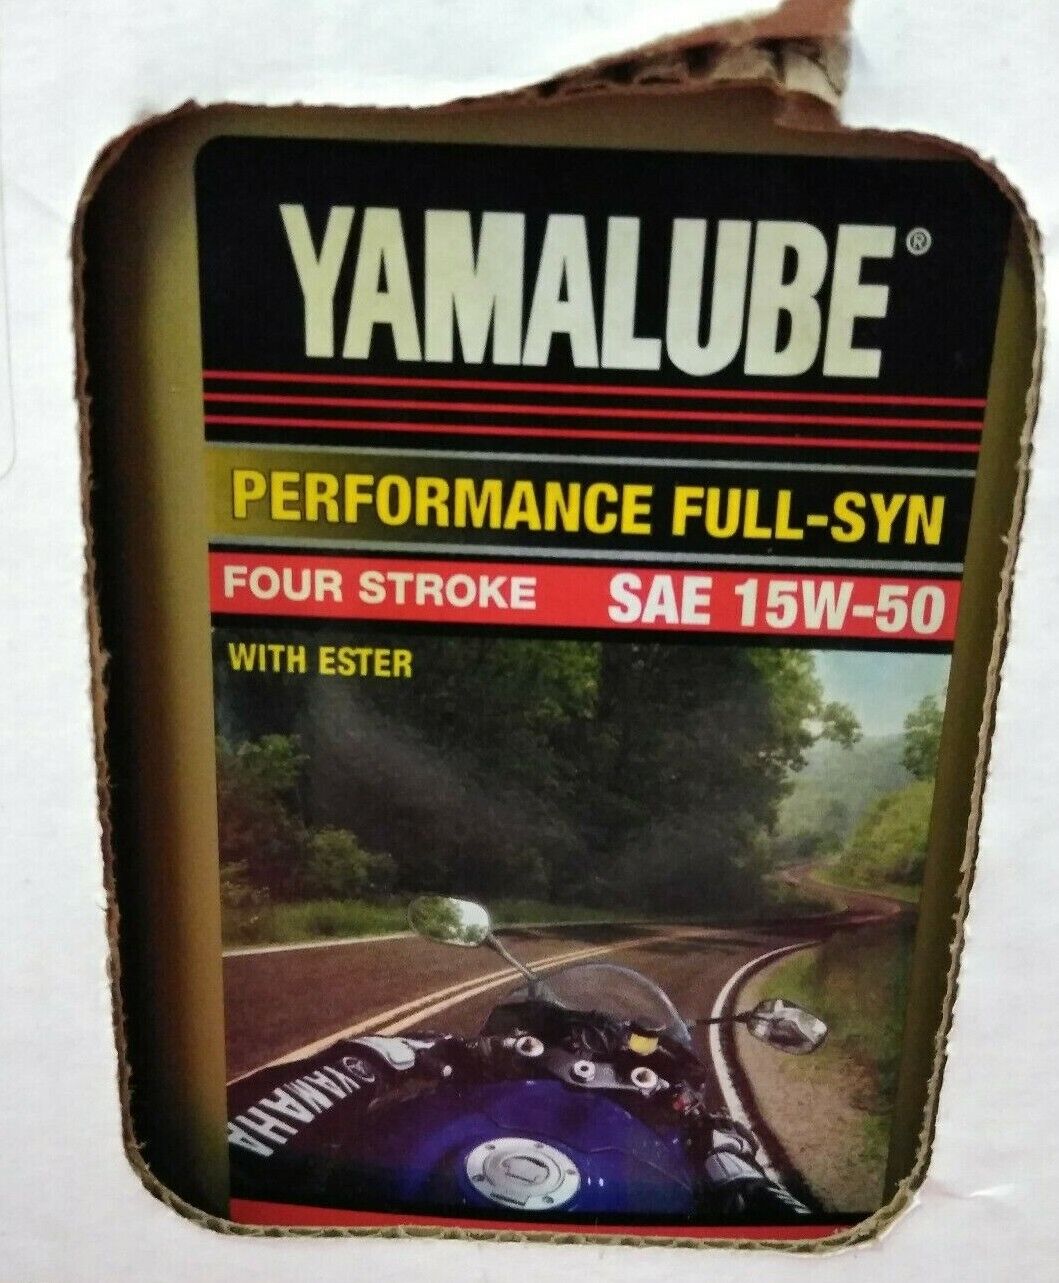 YAMALUBE®
PERFORMANCE FULL-SYN
FOUR STROKE SAE 15W-50
WITH ESTER
YAMAHA